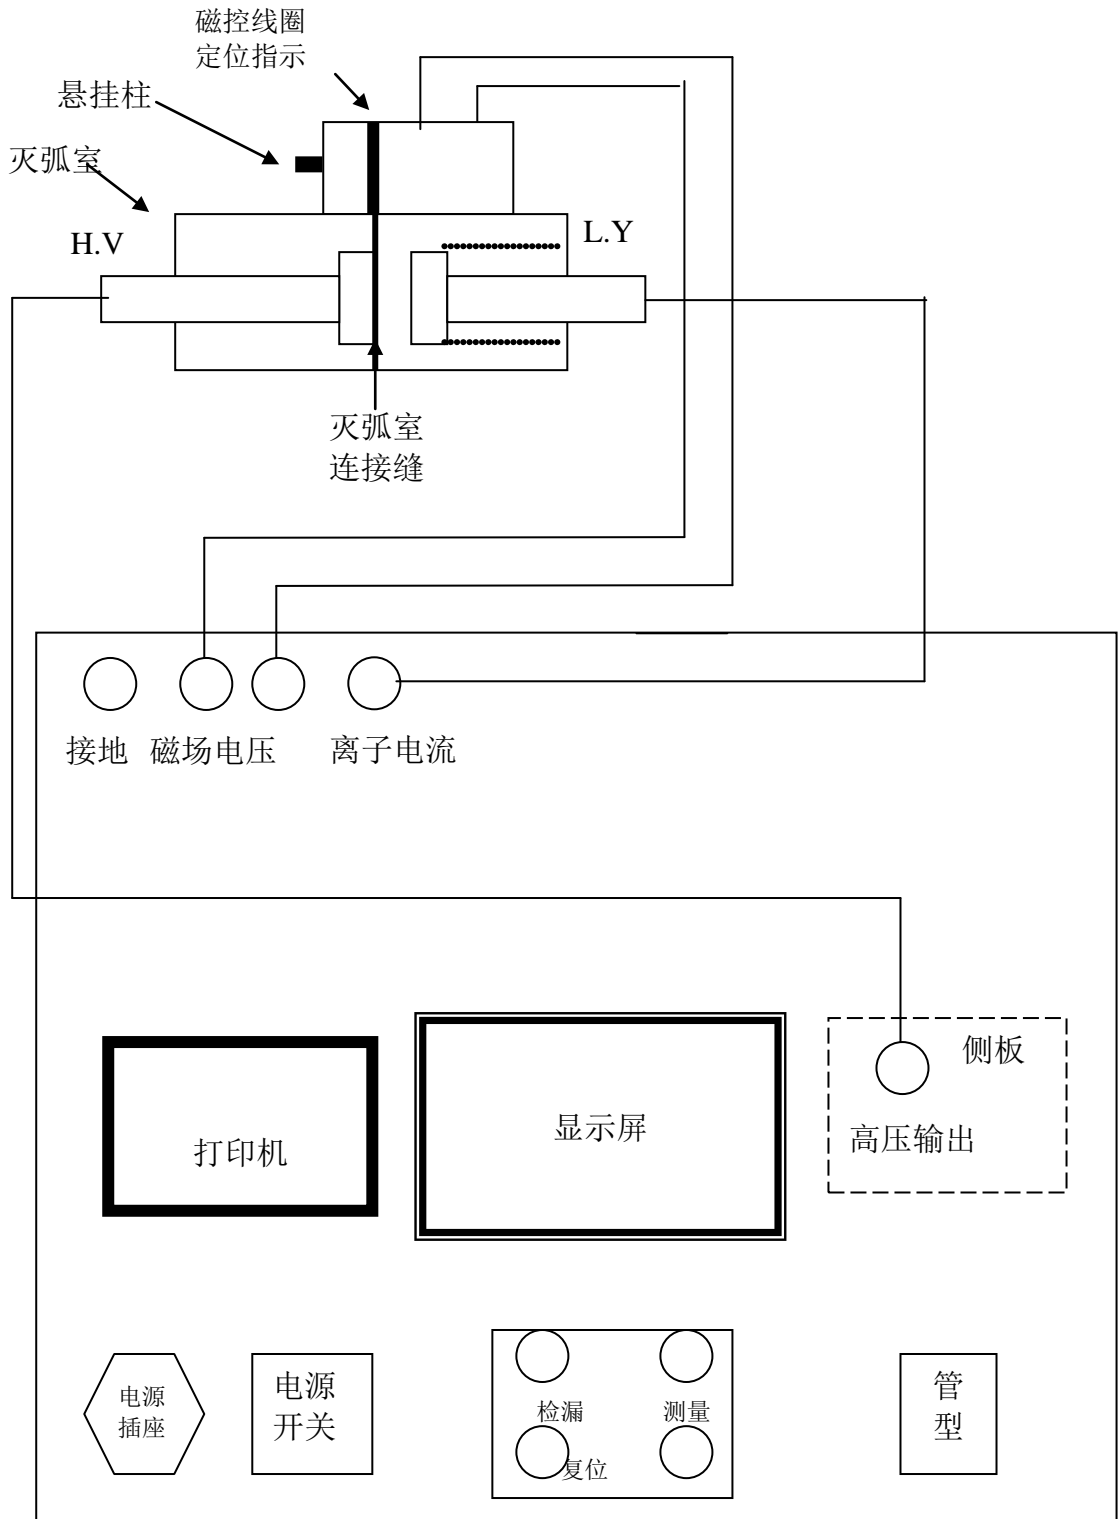 磁控线圈
定位指示
悬挂柱
灭弧室
H.V
L.Y
灭弧室
连接缝
接地
磁场电压
离子电流
侧板
高压输出
显示屏
打印机
电源
插座
电源
开关
检漏
测量
复位
管
型